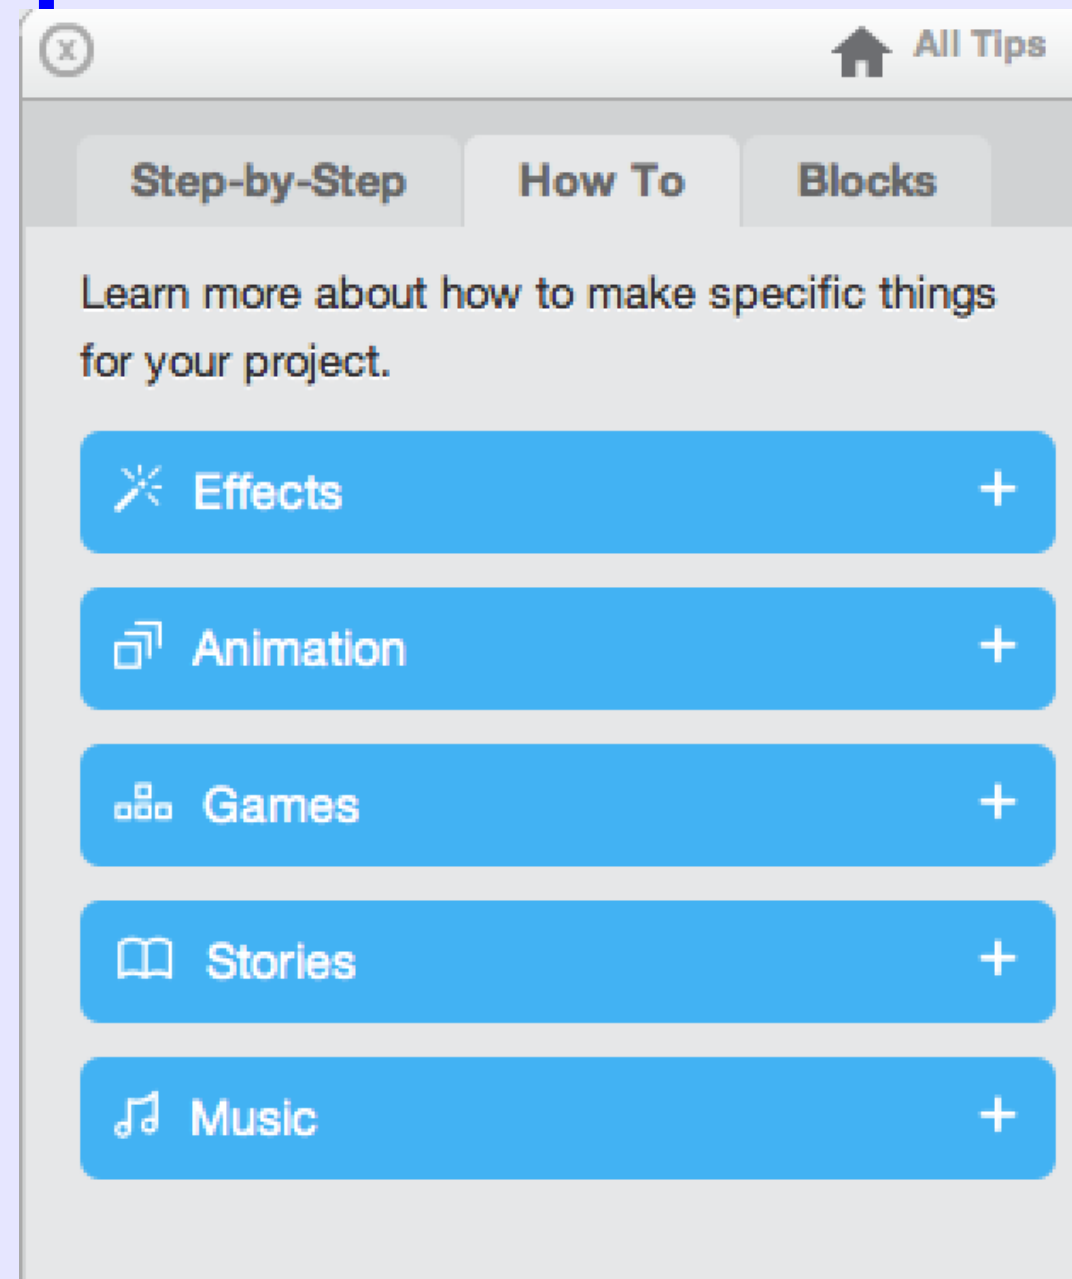 All Tips
Step-by-Step How To Blocks
Learn more about how to make specific things
for your project.
Effects +
Animation +
Games +
Stories +
Music +